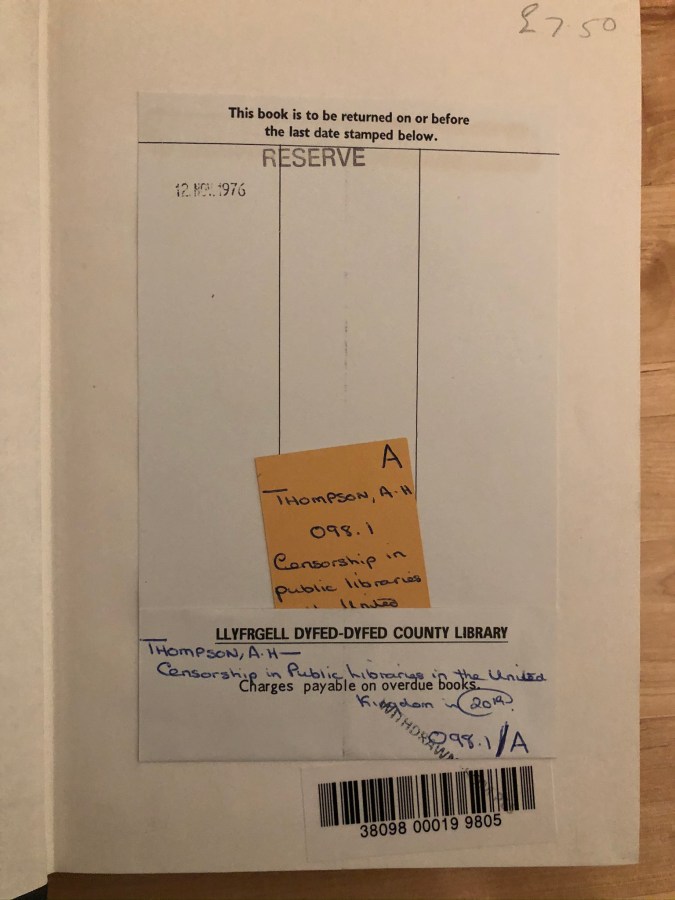 £7.50
This book is to be returned on or before
the last date stamped below.
RESERVE
12 NOV 1976
A
THOMPSON, A.H
098.1
Censorship in
public libraries
United
LLYFRGELL DYFED-DYFED COUNTY LIBRARY
THOMPSON, A.H—
Censorship in Public Libraries in the United
Charges payable on overdue books.
Kingdom in
WITHDRAWN
098.1/A
38098 00019 9805